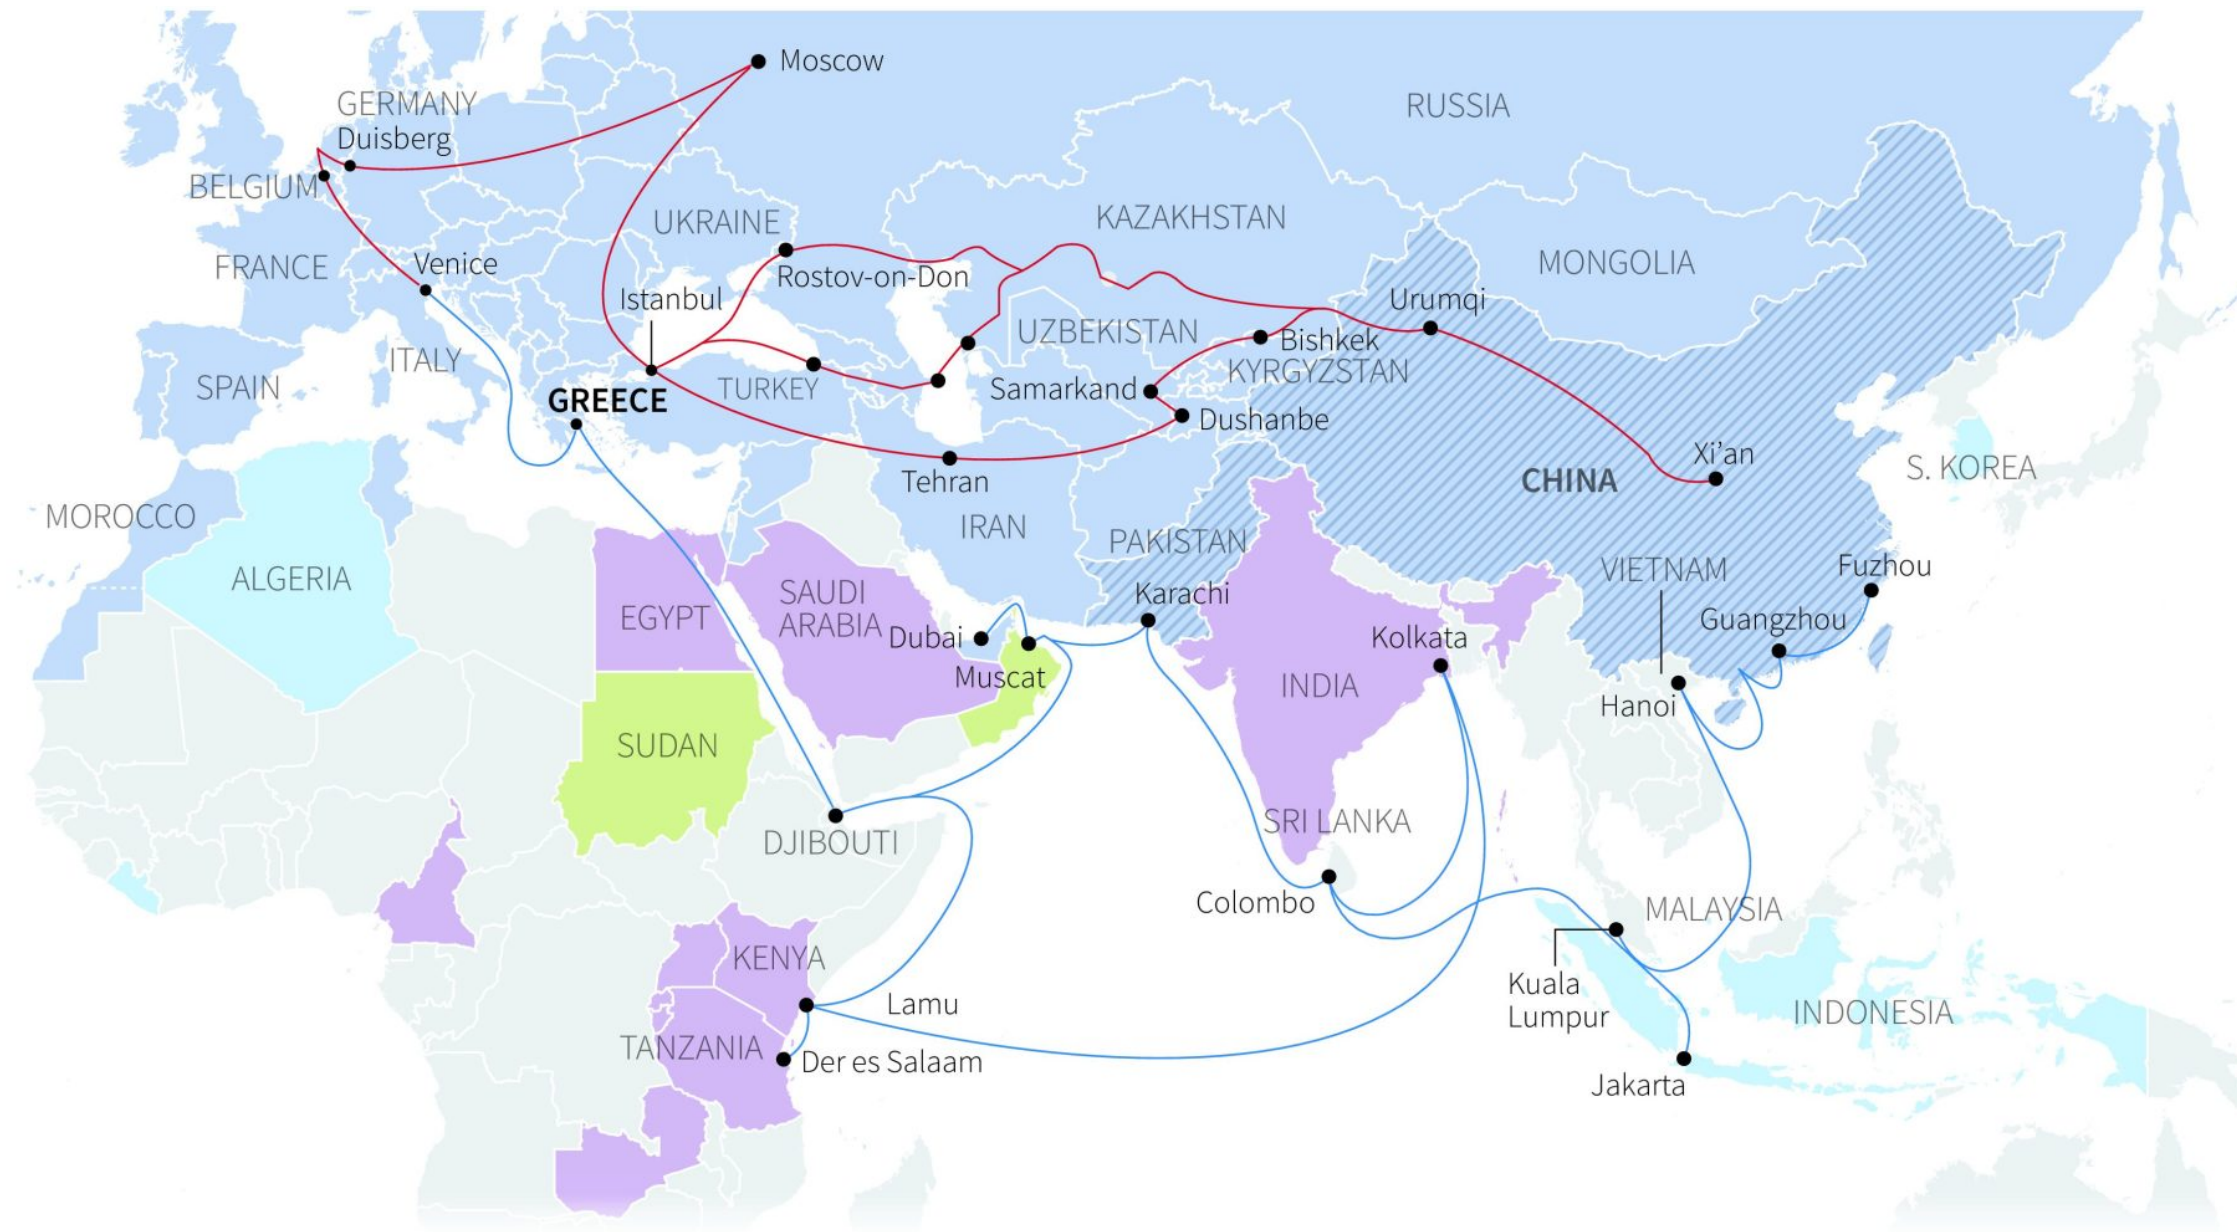 Moscow
GERMANY
RUSSIA
Duisberg
BELGIUM
UKRAINE
KAZAKHSTAN
FRANCE
Venice
MONGOLIA
Rostov-on-Don
Istanbul
Urumqi
UZBEKISTAN
Bishkek
ITALY
KYRGYZSTAN
SPAIN
TURKEY
Samarkand
GREECE
Dushanbe
Xi’an
S. KOREA
Tehran
CHINA
MOROCCO
IRAN
PAKISTAN
VIETNAM
Fuzhou
ALGERIA
SAUDI
ARABIA
Karachi
EGYPT
Guangzhou
Dubai
Kolkata
Muscat
INDIA
Hanoi
SUDAN
SRI LANKA
DJIBOUTI
Colombo
MALAYSIA
KENYA
Kuala
Lumpur
Lamu
INDONESIA
TANZANIA
Der es Salaam
Jakarta